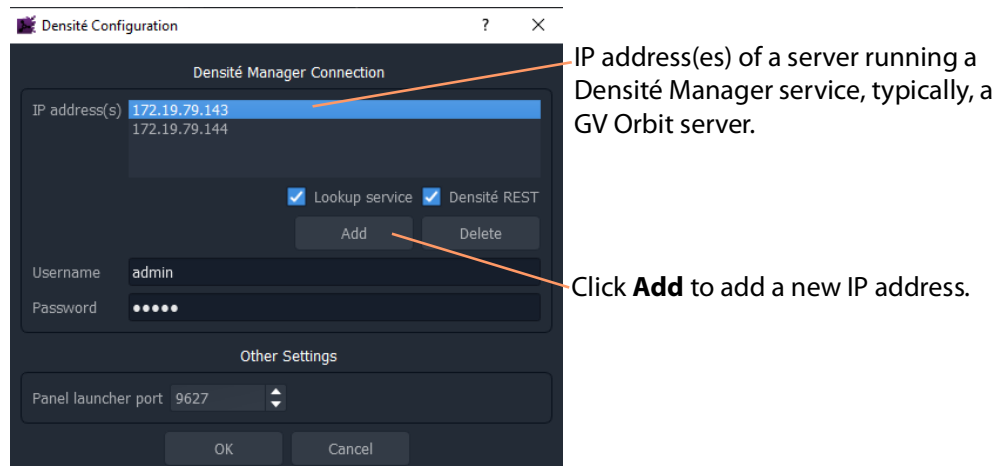 Densité Configuration ? ×
Densité Manager Connection
IP address(s) 172.19.79.143
172.19.79.144
Lookup service Densité REST
Add Delete
Username admin
Password •••••
Other Settings
Panel launcher port 9627
OK Cancel
IP address(es) of a server running a
Densité Manager service, typically, a
GV Orbit server.
Click Add to add a new IP address.